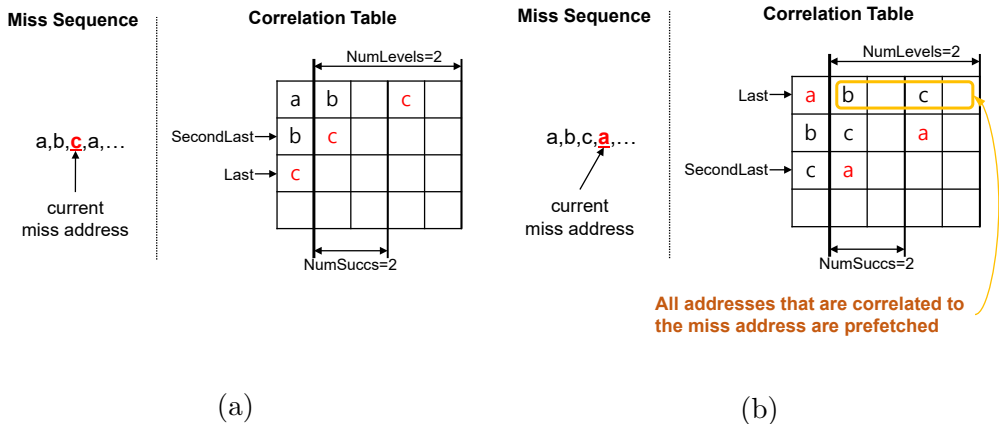 Miss Sequence
Correlation Table
NumLevels=2
a b c
SecondLast b c
Last c
a,b,c,a,…
current
miss address
NumSuccs=2
(a)
Miss Sequence
Correlation Table
NumLevels=2
Last a b c
b c a
SecondLast c a
a,b,c,a,…
current
miss address
NumSuccs=2
All addresses that are correlated to
the miss address are prefetched
(b)